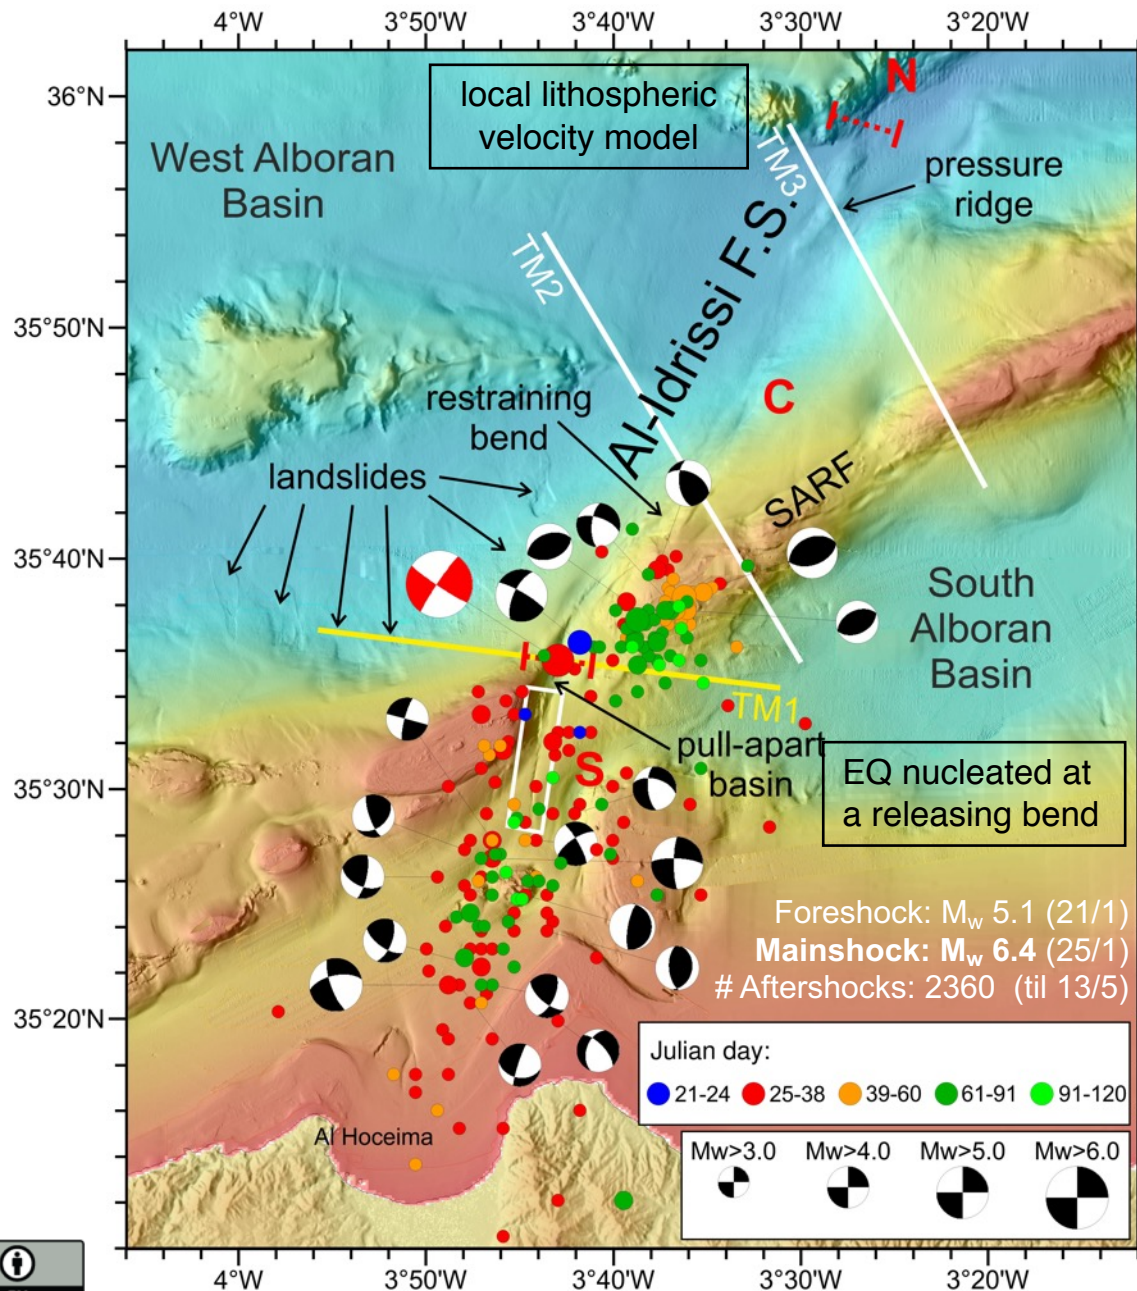 4°W
3°50'W
3°40'W
3°30'W
3°20'W
36°N
35°50'N
35°40'N
35°30'N
35°20'N
local lithospheric
velocity model
N
West Alboran
Basin
TM3
pressure
ridge
TM2
Al-Idrissi F.S.
C
restraining
bend
landslides
SARF
South
Alboran
Basin
TM1
pull-apart
basin
S
EQ nucleated at
a releasing bend
Foreshock: Mw 5.1 (21/1)
Mainshock: Mw 6.4 (25/1)
# Aftershocks: 2360 (til 13/5)
Julian day:
21-24 25-38 39-60 61-91 91-120
Al Hoceima
Mw>3.0 Mw>4.0 Mw>5.0 Mw>6.0
4°W
3°50'W
3°40'W
3°30'W
3°20'W